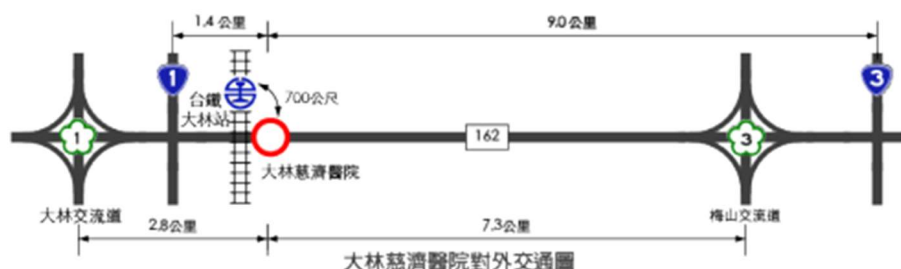 1.4 公里
9.0公里
1
3
台鐵
大林站
700公尺
1
162
3
大林慈濟醫院
大林交流道
梅山交流道
2.8公里
7.3公里
大林慈濟醫院對外交通圖